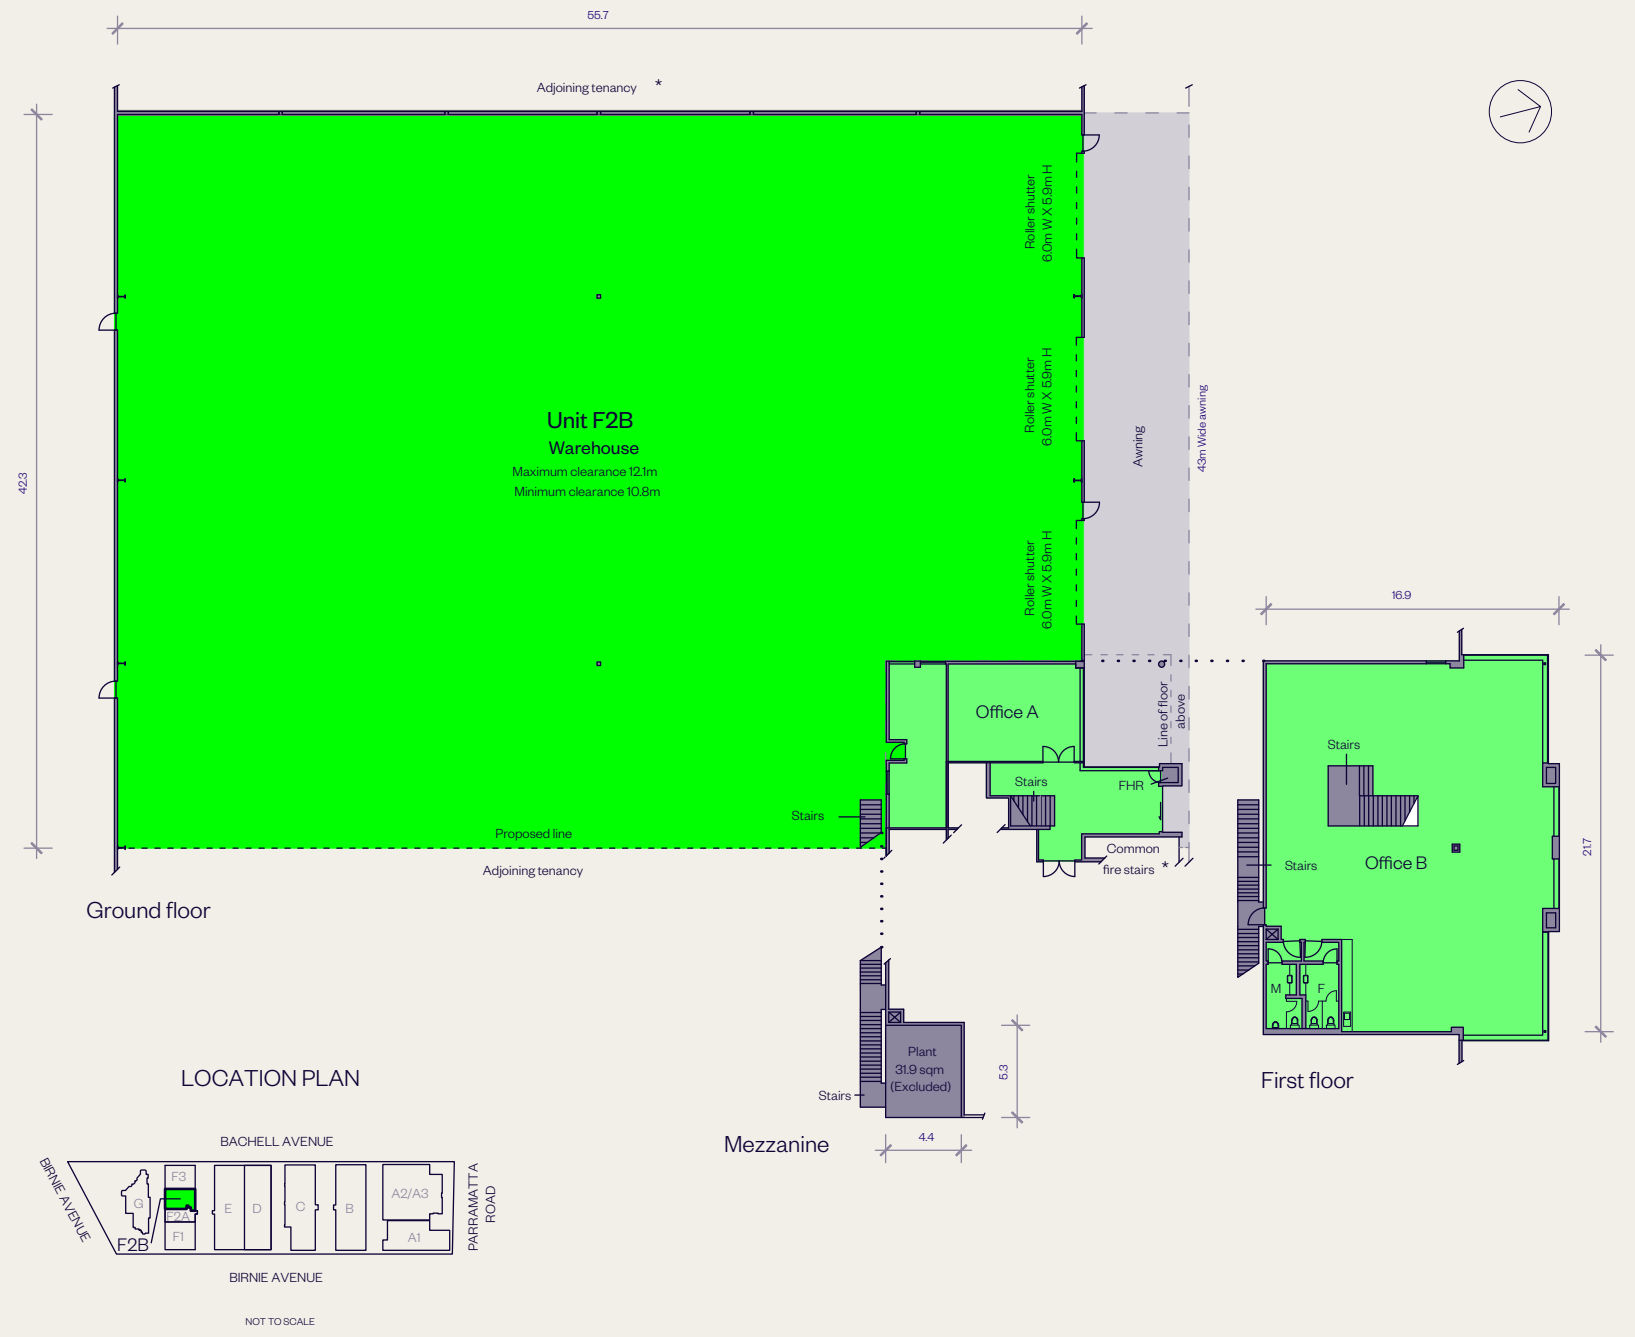 55.7
Adjoining tenancy *
42.3
Roller shutter
6.0m W X 5.9m H
Roller shutter
6.0m W X 5.9m H
Roller shutter
6.0m W X 5.9m H
Unit F2B
Warehouse
Maximum clearance 12.1m
Minimum clearance 10.8m
Awning
43m Wide awning
Line of floor
above
Office A
Stairs
FHR
Stairs
Proposed line
Adjoining tenancy
Common
fire stairs *
Ground floor
16.9
21.7
Stairs
Stairs
Office B
M
F
First floor
Plant
31.9 sqm
(Excluded)
Stairs
5.3
4.4
Mezzanine
LOCATION PLAN
BACHELL AVENUE
BIRNIE AVENUE
PARRAMATTA
ROAD
G
F3
F2A
F1
F2B
E
D
C
B
A2/A3
A1
BIRNIE AVENUE
NOT TO SCALE